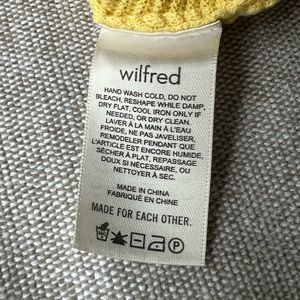 wilfred
HAND WASH COLD, DO NOT
BLEACH, RESHAPE WHILE DAMP,
DRY FLAT, COOL IRON ONLY IF
NEEDED, OR DRY CLEAN.
LAVER À LA MAIN À L'EAU
FROIDE, NE PAS JAVELISER,
REMODELER PENDANT QUE
L'ARTICLE EST ENCORE HUMIDE.
SÉCHER À PLAT, REPASSAGE
DOUX SI NÉCESSAIRE, OU
NETTOYER À SEC.
MADE IN CHINA
FABRIQUÉ EN CHINE
MADE FOR EACH OTHER.
P